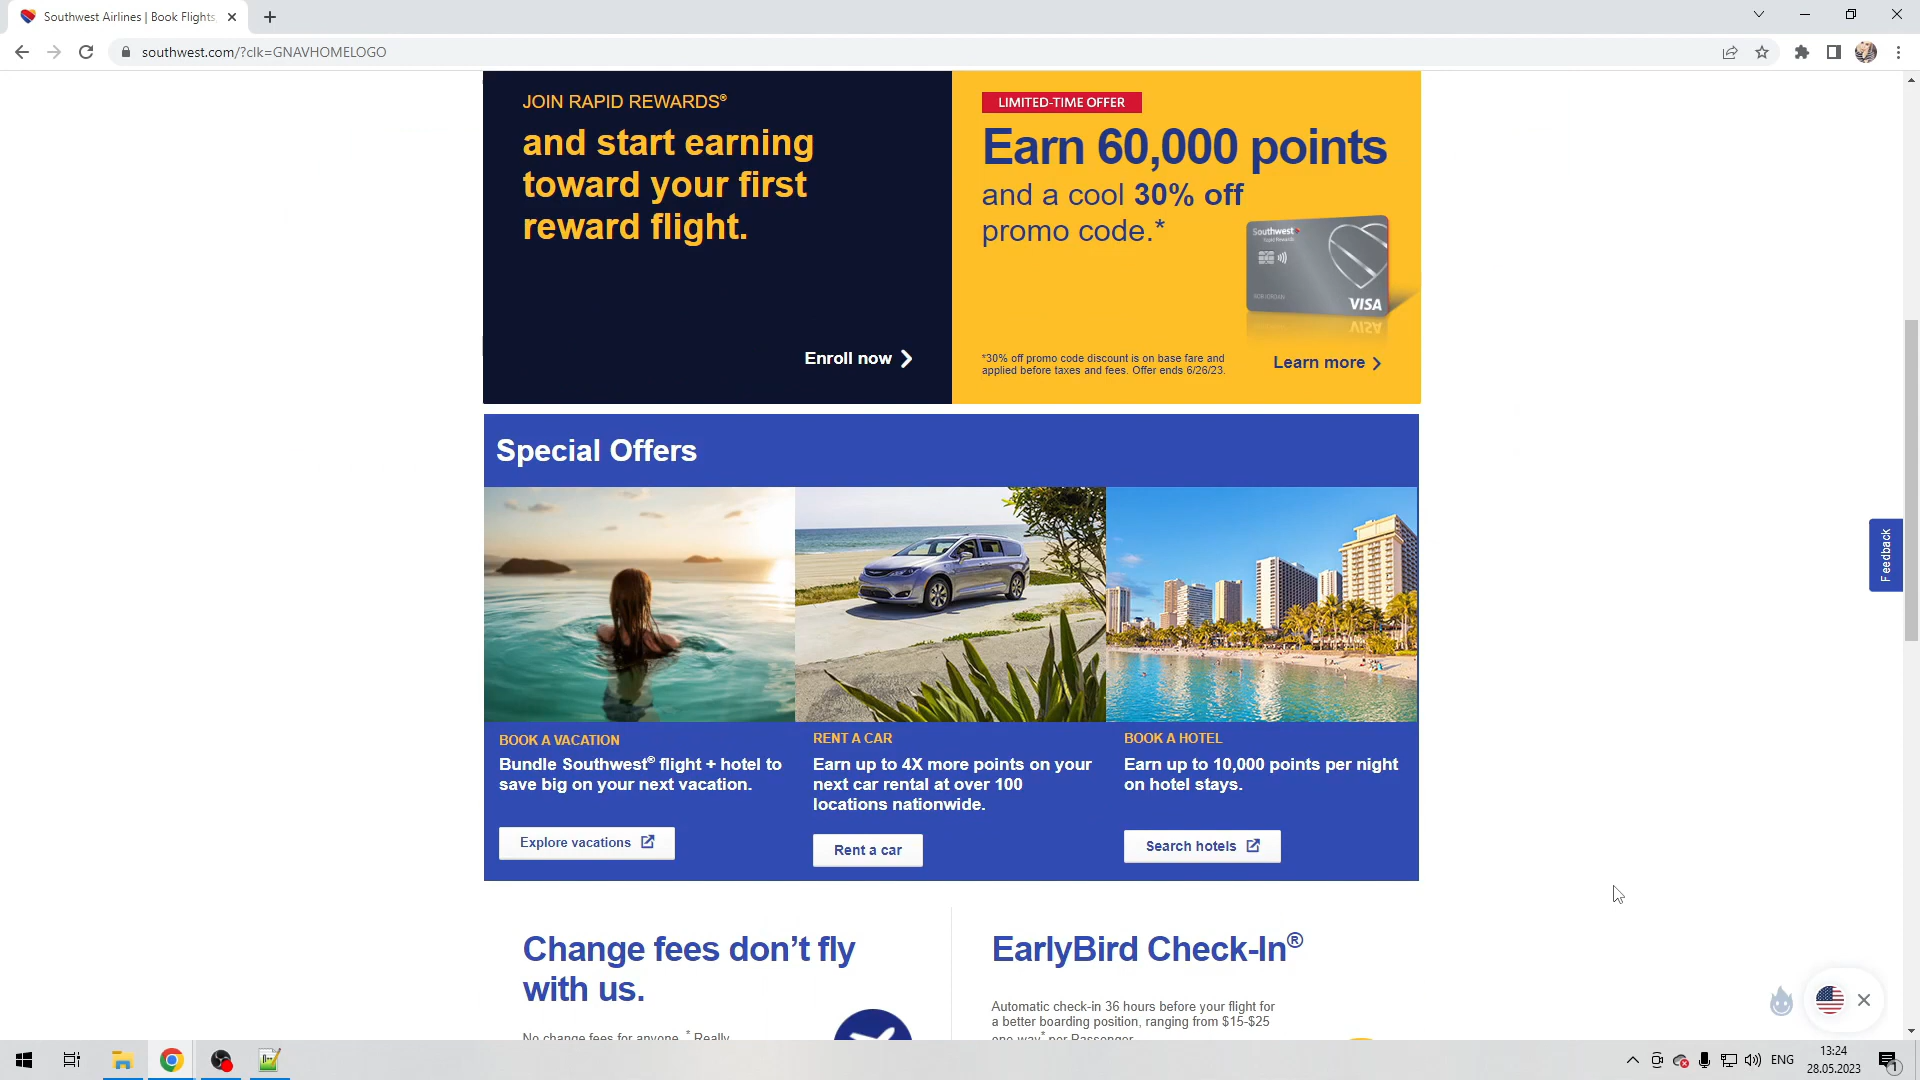 Southwest Airlines | Book Flights
southwest.com/?clk=GNAVHOMELOGO
JOIN RAPID REWARDS®
and start earning
toward your first
reward flight.
Enroll now
LIMITED-TIME OFFER
Earn 60,000 points
and a cool 30% off
promo code.*
Southwest
Rapid Rewards
VISA
*30% off promo code discount is on base fare and
applied before taxes and fees. Offer ends 6/26/23.
Learn more
Special Offers
BOOK A VACATION
Bundle Southwest® flight + hotel to
save big on your next vacation.
Explore vacations
RENT A CAR
Earn up to 4X more points on your
next car rental at over 100
locations nationwide.
Rent a car
BOOK A HOTEL
Earn up to 10,000 points per night
on hotel stays.
Search hotels
Feedback
Change fees don't fly
with us.
No change fees for anyone.* Really
EarlyBird Check-In®
Automatic check-in 36 hours before your flight for
a better boarding position, ranging from $15-$25
one-way* per Passenger
ENG
13:24
28.05.2023
1